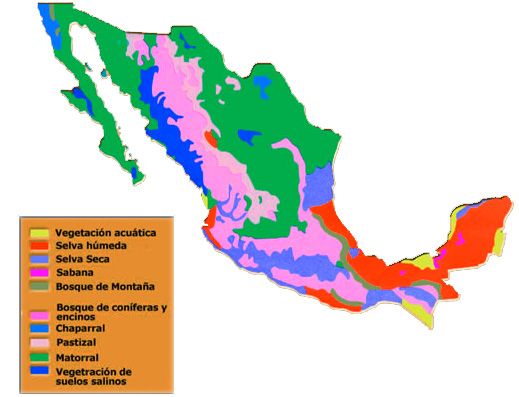 Vegetación acuática
Selva húmeda
Selva Seca
Sabana
Bosque de Montaña
Bosque de coníferas y
encinos
Chaparral
Pastizal
Matorral
Vegetración de
suelos salinos